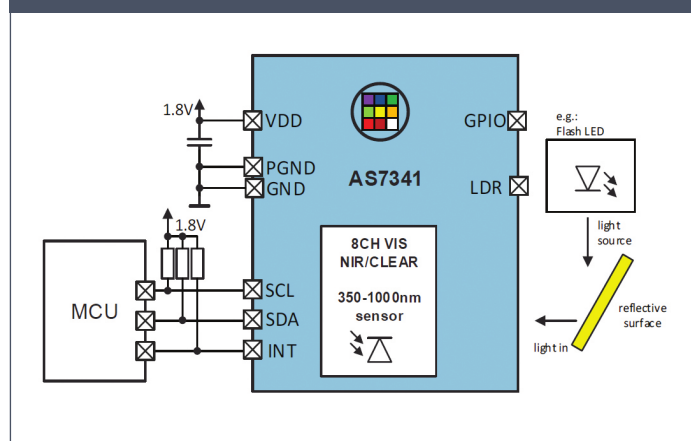 1.8V
VDD
PGND
GND
AS7341
GPIO
LDR
e.g.:
Flash LED
light
source
1.8V
8CH VIS
NIR/CLEAR
350-1000nm
sensor
MCU
SCL
SDA
INT
reflective
surface
light in